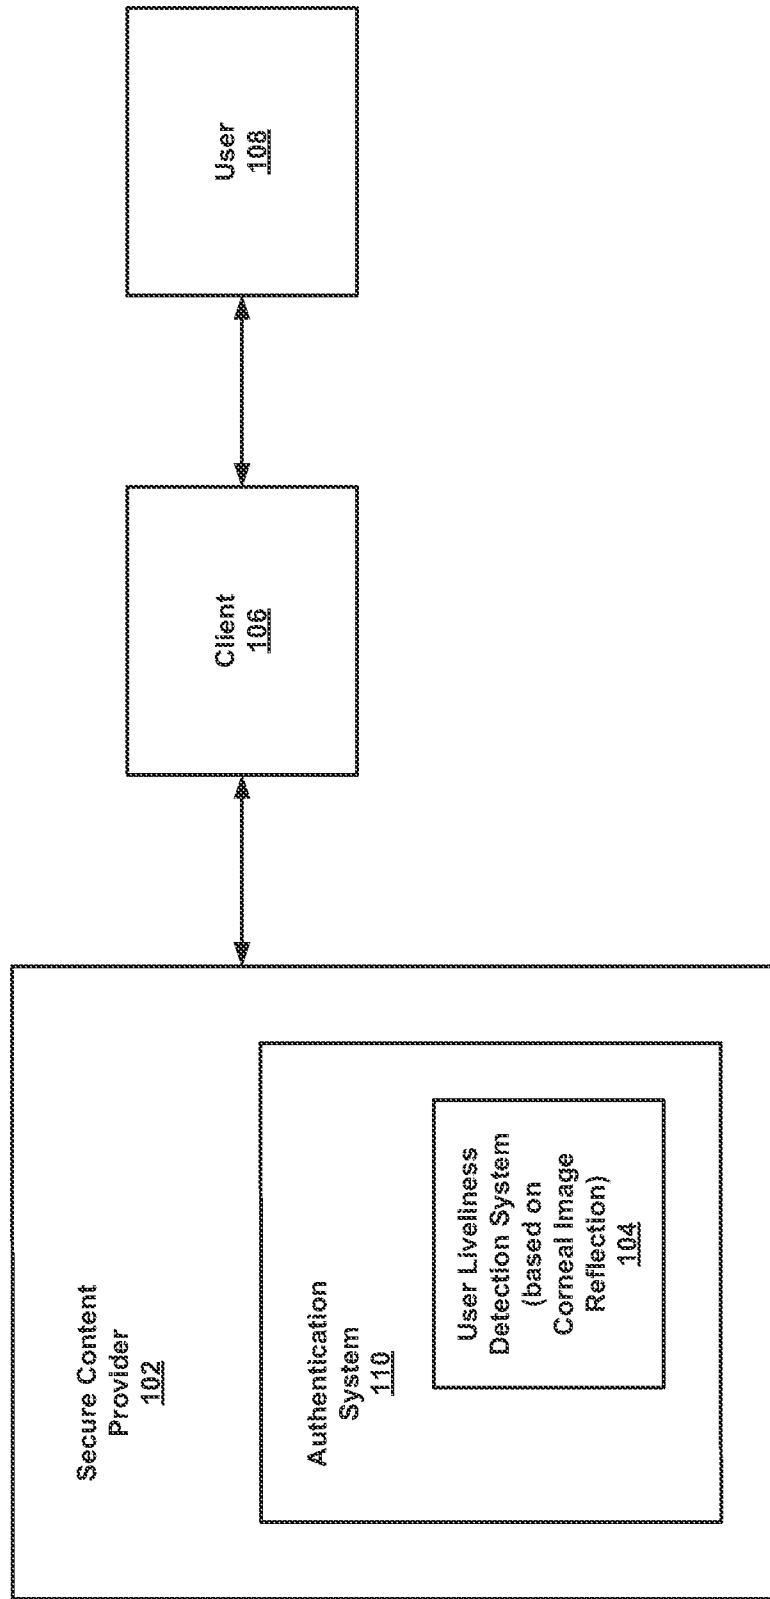 Secure Content
Provider
102
Authentication
System
110
User Liveliness
Detection System
(based on
Corneal Image
Reflection)
104
Client
106
User
108